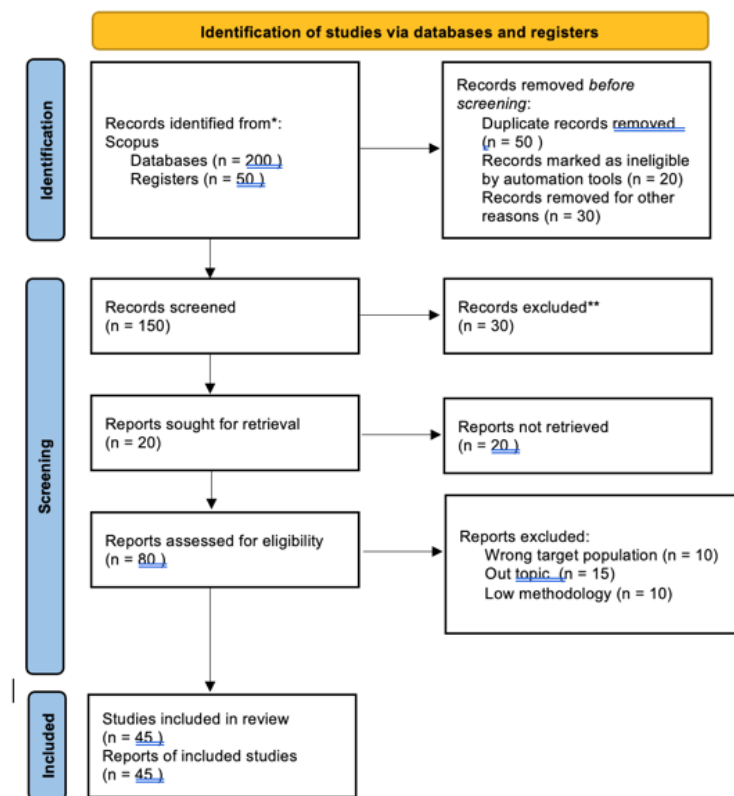 Identification of studies via databases and registers
Identification
Records identified from*:
Scopus
Databases (n = 200 )
Registers (n = 50 )
Records removed before
screening:
Duplicate records removed
(n = 50 )
Records marked as ineligible
by automation tools (n = 20)
Records removed for other
reasons (n = 30)
Screening
Records screened
(n = 150)
Records excluded**
(n = 30)
Reports sought for retrieval
(n = 20)
Reports not retrieved
(n = 20 )
Reports assessed for eligibility
(n = 80 )
Reports excluded:
Wrong target population (n = 10)
Out topic (n = 15)
Low methodology (n = 10)
Included
Studies included in review
(n = 45 )
Reports of included studies
(n = 45 )